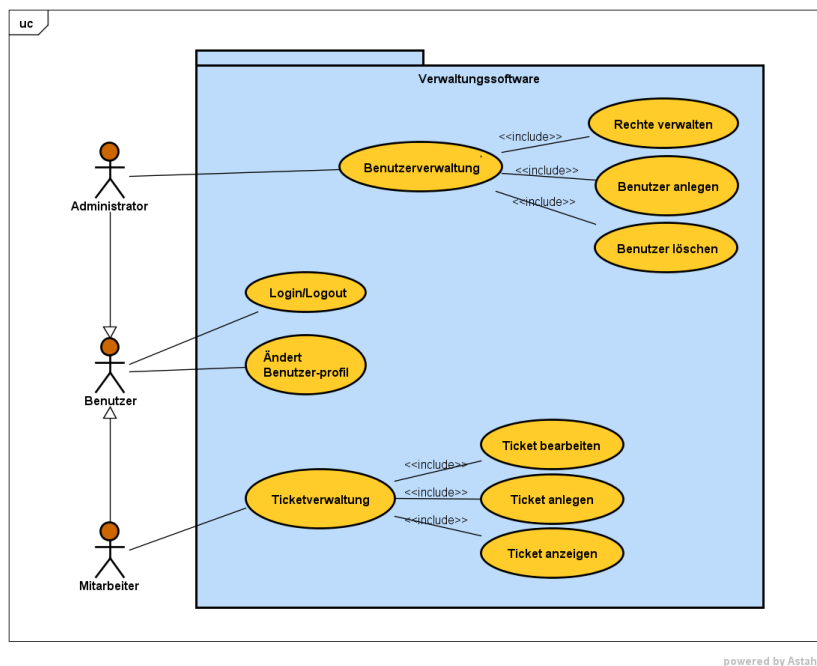 uc
Verwaltungssoftware
Rechte verwalten
<<include>>
Benutzerverwaltung
<<include>>
Benutzer anlegen
Administrator
<<include>>
Benutzer löschen
Login/Logout
Ändert
Benutzer-profil
Benutzer
Ticket bearbeiten
<<include>>
Ticketverwaltung
<<include>>
Ticket anlegen
<<include>>
Ticket anzeigen
Mitarbeiter
powered by Astah